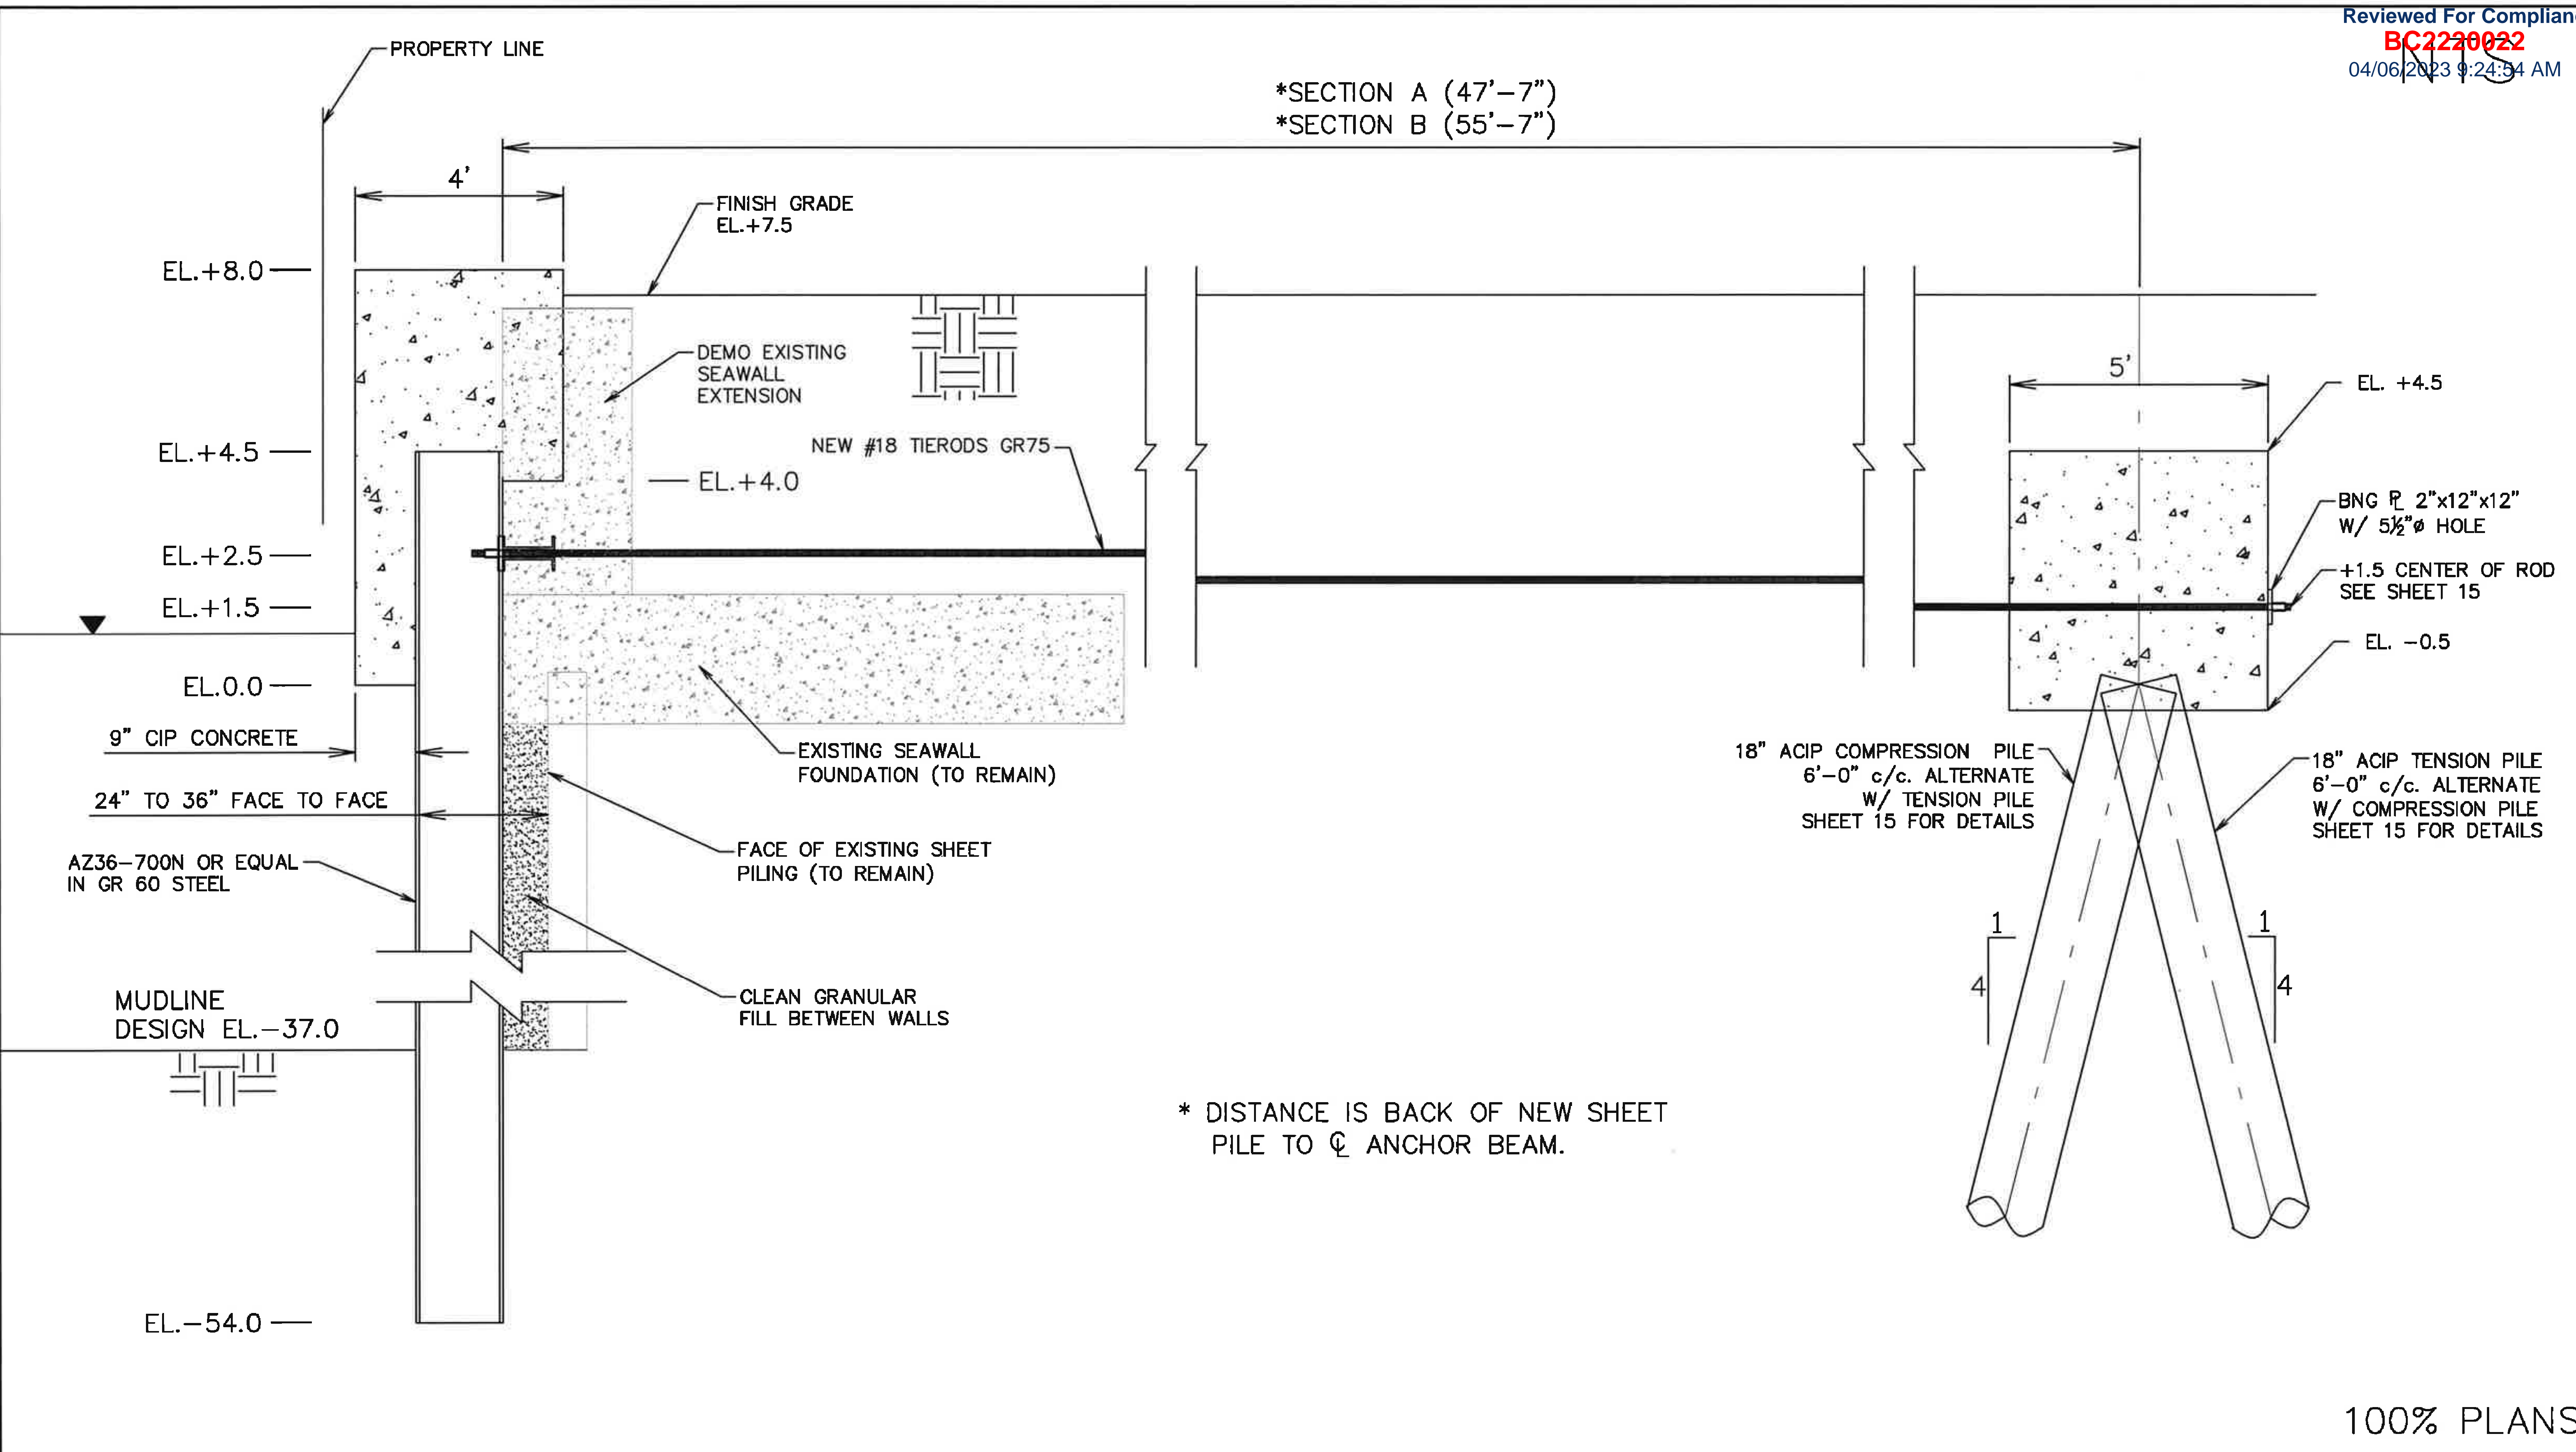 Reviewed For Complian
BC2220022
04/06/2023 9:24:54 AM
NTS
PROPERTY LINE
*SECTION A (47'-7")
*SECTION B (55'-7")
4'
FINISH GRADE
EL.+7.5
EL.+8.0
DEMO EXISTING
SEAWALL
EXTENSION
5'
EL. +4.5
EL.+4.5
NEW #18 TIERODS GR75
EL.+4.0
BNG ⅊ 2"x12"x12"
W/ 5½"ø HOLE
EL.+2.5
+1.5 CENTER OF ROD
SEE SHEET 15
EL.+1.5
EL. -0.5
EL.0.0
9" CIP CONCRETE
EXISTING SEAWALL
FOUNDATION (TO REMAIN)
18" ACIP COMPRESSION PILE
6'-0" c/c. ALTERNATE
W/ TENSION PILE
SHEET 15 FOR DETAILS
18" ACIP TENSION PILE
6'-0" c/c. ALTERNATE
W/ COMPRESSION PILE
SHEET 15 FOR DETAILS
24" TO 36" FACE TO FACE
FACE OF EXISTING SHEET
PILING (TO REMAIN)
AZ36-700N OR EQUAL
IN GR 60 STEEL
1
4
1
4
CLEAN GRANULAR
FILL BETWEEN WALLS
MUDLINE
DESIGN EL.-37.0
* DISTANCE IS BACK OF NEW SHEET
PILE TO ℄ ANCHOR BEAM.
EL.-54.0
100% PLANS